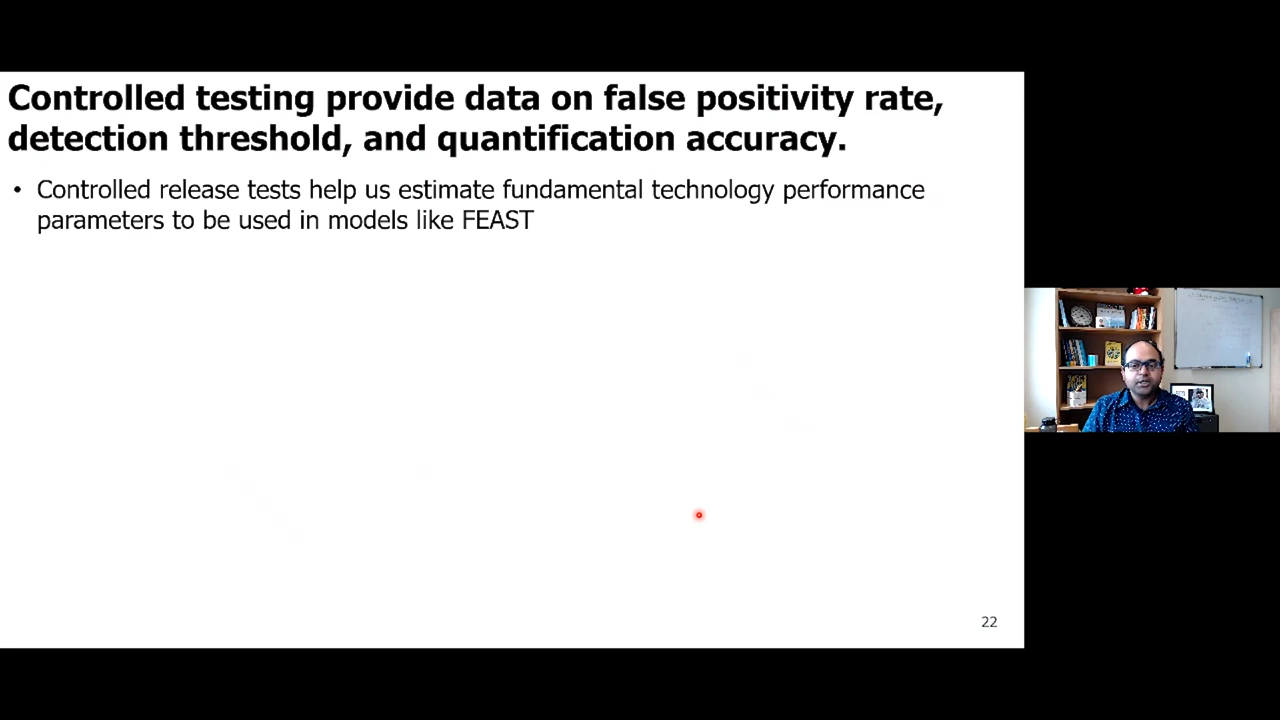 Controlled testing provide data on false positivity rate,
detection threshold, and quantification accuracy.
• Controlled release tests help us estimate fundamental technology performance
parameters to be used in models like FEAST
22